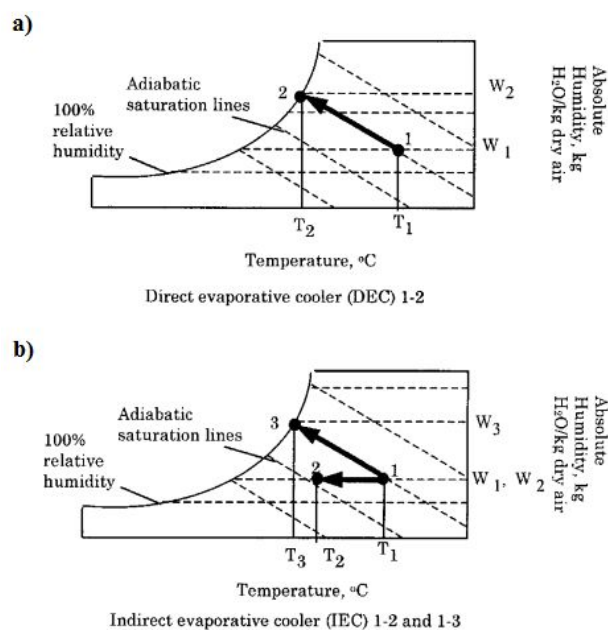 a)
Adiabatic
saturation lines
100%
relative
humidity
2
1
W2
W1
Absolute
Humidity, kg
H2O/kg dry air
T2
T1
Temperature, °C
Direct evaporative cooler (DEC) 1-2
b)
Adiabatic
saturation lines
100%
relative
humidity
3
2
1
W3
W1, W2
Absolute
Humidity, kg
H2O/kg dry air
T3
T2
T1
Temperature, °C
Indirect evaporative cooler (IEC) 1-2 and 1-3